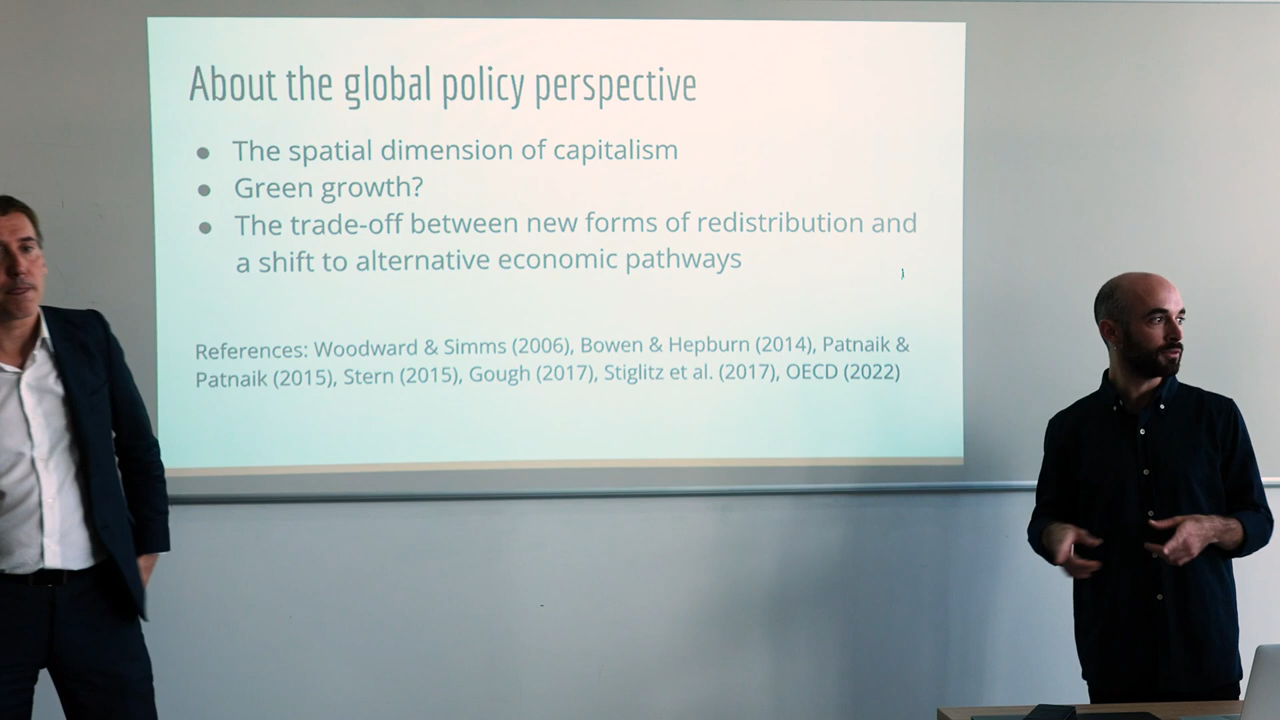 About the global policy perspective
● The spatial dimension of capitalism
● Green growth?
● The trade-off between new forms of redistribution and
a shift to alternative economic pathways
References: Woodward & Simms (2006), Bowen & Hepburn (2014), Patnaik &
Patnaik (2015), Stern (2015), Gough (2017), Stiglitz et al. (2017), OECD (2022)